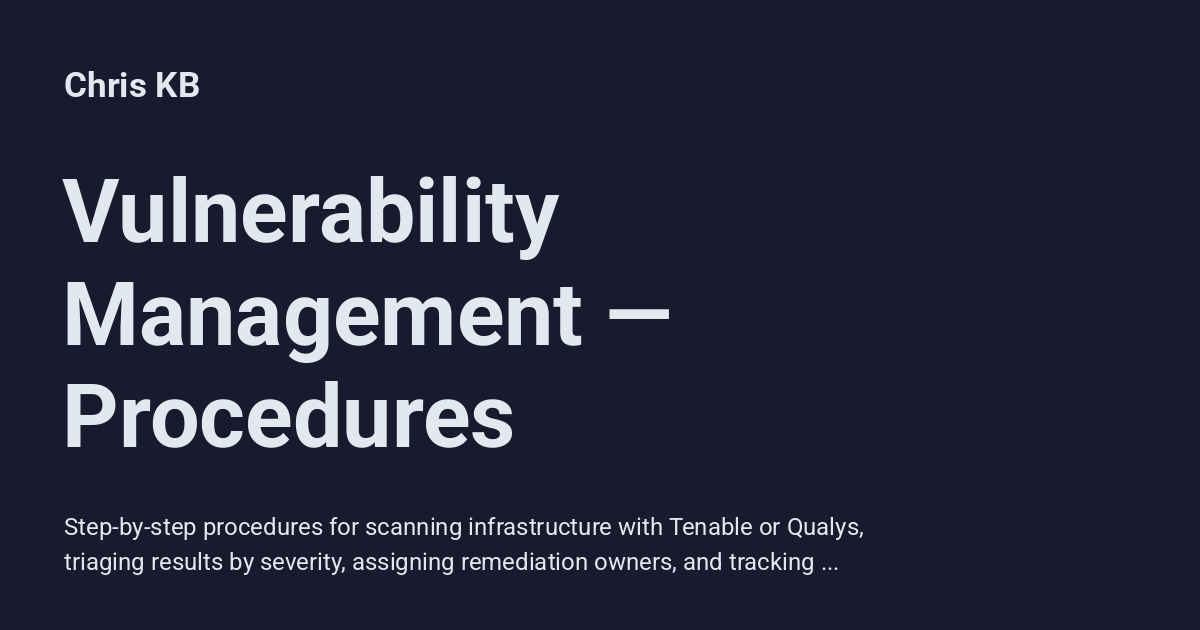 Chris KB
Vulnerability
Management —
Procedures
Step-by-step procedures for scanning infrastructure with Tenable or Qualys,
triaging results by severity, assigning remediation owners, and tracking ...